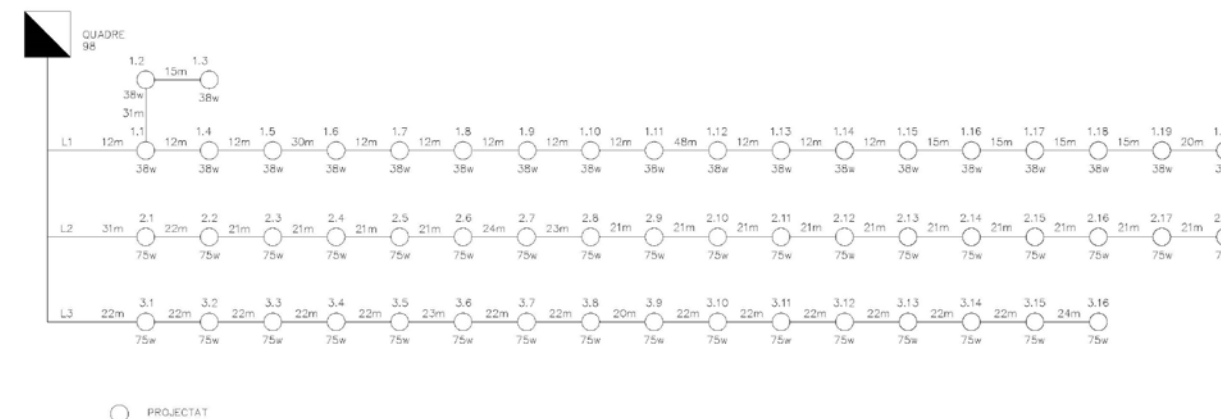 QUADRE
98
1.2 15m 1.3
38w 38w
31m
1.1 1.4 1.5 1.6 1.7 1.8 1.9 1.10 1.11 1.12 1.13 1.14 1.15 1.16 1.17 1.18 1.19
L1 12m 12m 12m 30m 12m 12m 12m 12m 12m 48m 12m 12m 12m 15m 15m 15m 15m 20m
38w 38w 38w 38w 38w 38w 38w 38w 38w 38w 38w 38w 38w 38w 38w 38w 38w
2.1 2.2 2.3 2.4 2.5 2.6 2.7 2.8 2.9 2.10 2.11 2.12 2.13 2.14 2.15 2.16 2.17
L2 31m 22m 21m 21m 21m 21m 24m 23m 21m 21m 21m 21m 21m 21m 21m 21m 21m 21m
75w 75w 75w 75w 75w 75w 75w 75w 75w 75w 75w 75w 75w 75w 75w 75w 75w
3.1 3.2 3.3 3.4 3.5 3.6 3.7 3.8 3.9 3.10 3.11 3.12 3.13 3.14 3.15 3.16
L3 22m 22m 22m 22m 22m 23m 22m 22m 20m 22m 22m 22m 22m 22m 22m 24m
75w 75w 75w 75w 75w 75w 75w 75w 75w 75w 75w 75w 75w 75w 75w 75w
PROJECTAT